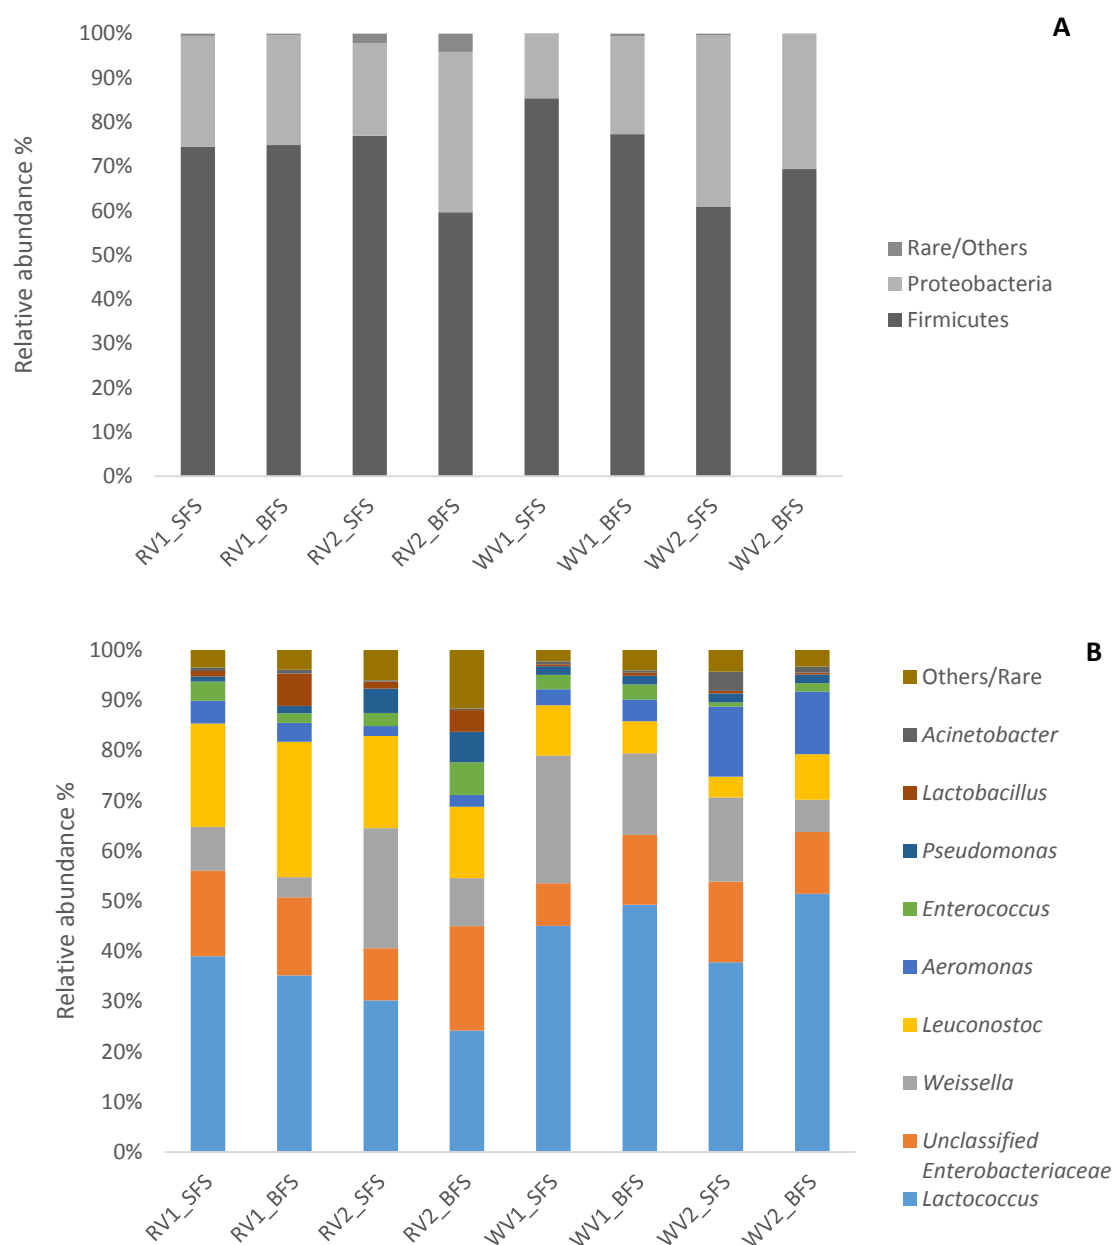 A
Relative abundance %
100%
90%
80%
70%
60%
50%
40%
30%
20%
10%
0%
RV1_SFS
RV1_BFS
RV2_SFS
RV2_BFS
WV1_SFS
WV1_BFS
WV2_SFS
WV2_BFS
Rare/Others
Proteobacteria
Firmicutes
B
Relative abundance %
100%
90%
80%
70%
60%
50%
40%
30%
20%
10%
0%
RV1_SFS
RV1_BFS
RV2_SFS
RV2_BFS
WV1_SFS
WV1_BFS
WV2_SFS
WV2_BFS
Others/Rare
Acinetobacter
Lactobacillus
Pseudomonas
Enterococcus
Aeromonas
Leuconostoc
Weissella
Unclassified
Enterobacteriaceae
Lactococcus